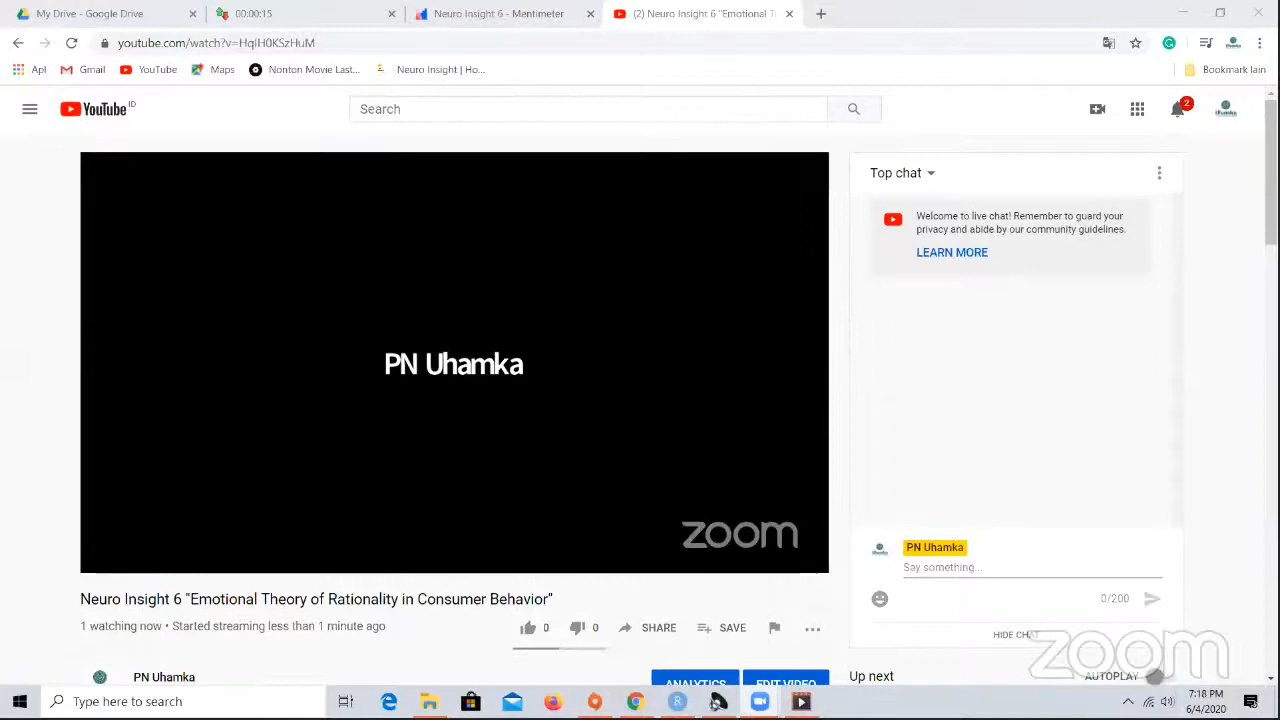 My Drive - Google Drive
00:00:15
Neuro Insight 6 - Mentimeter
(2) Neuro Insight 6 "Emotional T
youtube.com/watch?v=HqIH0KSzHuM
Apl
Gmail
YouTube
Maps
Nonton Movie Last...
Neuro Insight | Ho...
Bookmark lain
YouTube ID
Search
2
Uhamka
PN Uhamka
zoom
Top chat
Welcome to live chat! Remember to guard your
privacy and abide by our community guidelines.
LEARN MORE
PN Uhamka
Say something...
0/200
HIDE CHAT
Neuro Insight 6 "Emotional Theory of Rationality in Consumer Behavior"
1 watching now • Started streaming less than 1 minute ago
0
0
SHARE
SAVE
PN Uhamka
ANALYTICS
EDIT VIDEO
Up next
AUTOPLAY
zoom
Type here to search
7:18 PM
6/4/2020